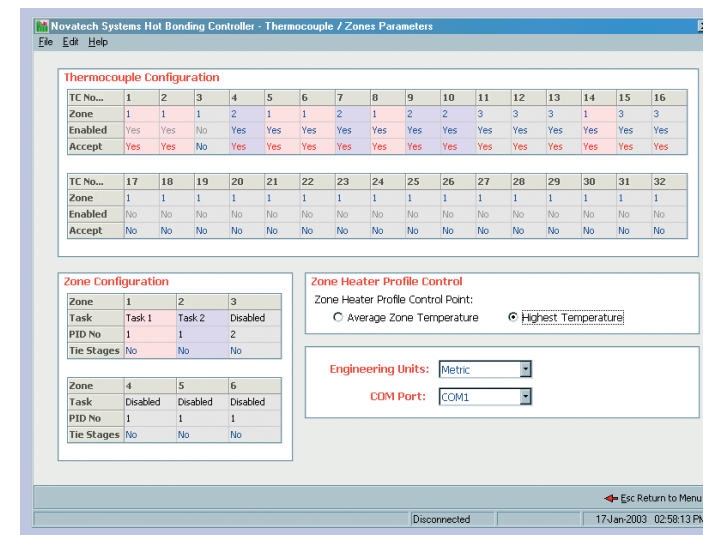 Novatech Systems Hot Bonding Controller - Thermocouple / Zones Parameters
File Edit Help
Thermocouple Configuration
TC No... 1 2 3 4 5 6 7 8 9 10 11 12 13 14 15 16
Zone 1 1 1 2 1 1 2 1 2 2 3 3 3 1 3 3
Enabled Yes Yes No Yes Yes Yes Yes Yes Yes Yes Yes Yes Yes Yes Yes Yes
Accept Yes Yes No Yes Yes Yes Yes Yes Yes Yes Yes Yes Yes Yes Yes Yes
TC No... 17 18 19 20 21 22 23 24 25 26 27 28 29 30 31 32
Zone 1 1 1 1 1 1 1 1 1 1 1 1 1 1 1 1
Enabled No No No No No No No No No No No No No No No No
Accept No No No No No No No No No No No No No No No No
Zone Configuration
Zone 1 2 3
Task Task 1 Task 2 Disabled
PID No 1 1 2
Tie Stages No No No
Zone 4 5 6
Task Disabled Disabled Disabled
PID No 1 1 1
Tie Stages No No No
Zone Heater Profile Control
Zone Heater Profile Control Point:
Average Zone Temperature Highest Temperature
Engineering Units: Metric
COM Port: COM1
Esc Return to Menu
Disconnected 17-Jan-2003 02:58:13 PM